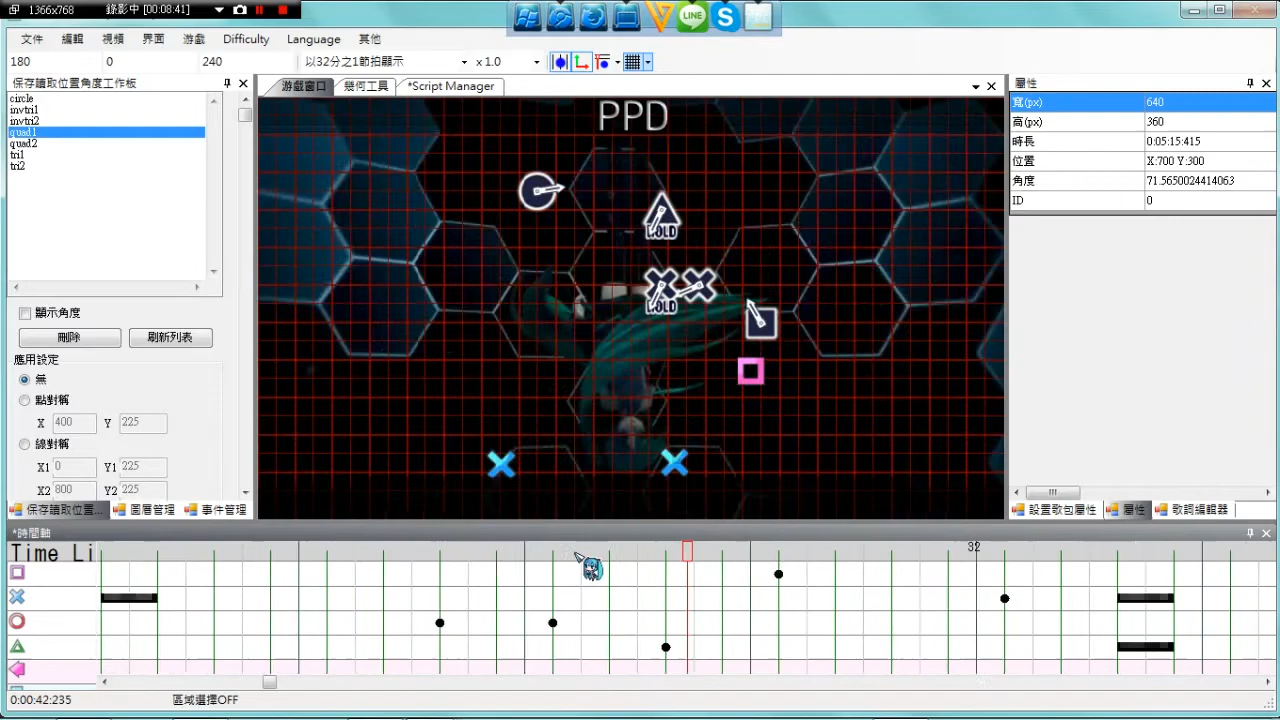 1366x768 錄影中 [00:08:41]
LINE
文件 編輯 視頻 界面 遊戲 Difficulty Language 其他
180 0 240 以32分之1節拍顯示 x 1.0
保存讀取位置角度工作板
遊戲窗口 幾何工具 *Script Manager
屬性
circle
invtri1
invtri2
quad1
quad2
tri1
tri2
PPD
HOLD
HOLD
寬(px) 640
高(px) 360
時長 0:05:15:415
位置 X:700 Y:300
角度 71.5650024414063
ID 0
顯示角度
刪除 刷新列表
應用設定
無
點對稱
X 400 Y 225
線對稱
X1 0 Y1 225
X2 800 Y2 225
保存讀取位置... 圖層管理 事件管理
設置歌包屬性 屬性 歌詞編輯器
*時間軸
Time Li
32
0:00:42:235 區域選擇OFF